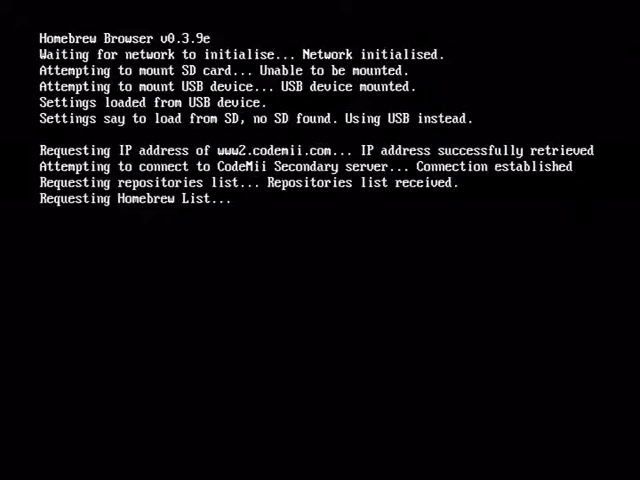 Homebrew Browser v0.3.9e
Waiting for network to initialise... Network initialised.
Attempting to mount SD card... Unable to be mounted.
Attempting to mount USB device... USB device mounted.
Settings loaded from USB device.
Settings say to load from SD, no SD found. Using USB instead.
Requesting IP address of www2.codemii.com... IP address successfully retrieved
Attempting to connect to CodeMii Secondary server... Connection established
Requesting repositories list... Repositories list received.
Requesting Homebrew List...